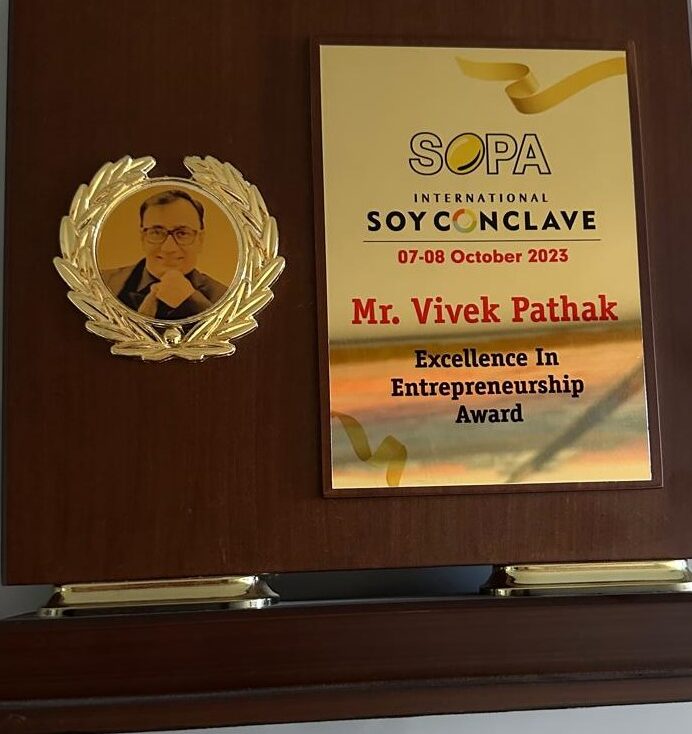 SOPA
INTERNATIONAL
SOY CONCLAVE
07-08 October 2023
Mr. Vivek Pathak
Excellence In
Entrepreneurship
Award